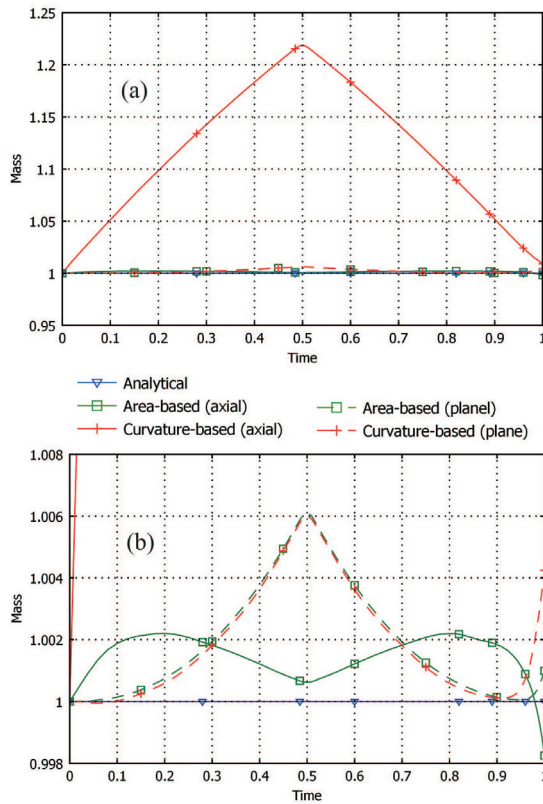 1.25
1.2
(a)
1.15
Mass
1.1
1.05
1
0.95
0 0.1 0.2 0.3 0.4 0.5 0.6 0.7 0.8 0.9 1
Time
Analytical
Area-based (axial) Area-based (planel)
Curvature-based (axial) Curvature-based (plane)
1.008
1.006
(b)
1.004
Mass
1.002
1
0.998
0 0.1 0.2 0.3 0.4 0.5 0.6 0.7 0.8 0.9 1
Time